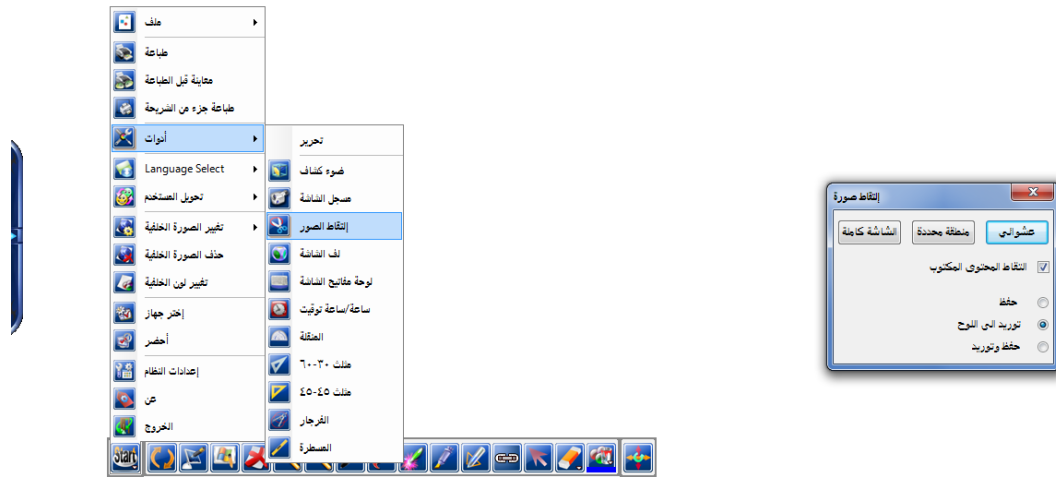 ملف
طباعة
معاينة قبل الطباعة
طباعة جزء من الشريحة
أدوات
Language Select
تحويل المستخدم
تغيير الصورة الخلفية
حذف الصورة الخلفية
تغيير لون الخلفية
إختر جهاز
أحضر
إعدادات النظام
عن
الخروج
Start
تحرير
ضوء كشاف
مسجل الشاشة
إلتقاط الصور
لف الشاشة
لوحة مفاتيح الشاشة
ساعة/ساعة توقيت
المنقلة
مثلث ٣٠-٦٠
مثلث ٤٥-٤٥
الفرجار
المسطرة
إلتقاط صورة
عشوائي
منطقة محددة
الشاشة كاملة
التقاط المحتوى المكتوب
حفظ
توريد الى اللوح
حفظ وتوريد